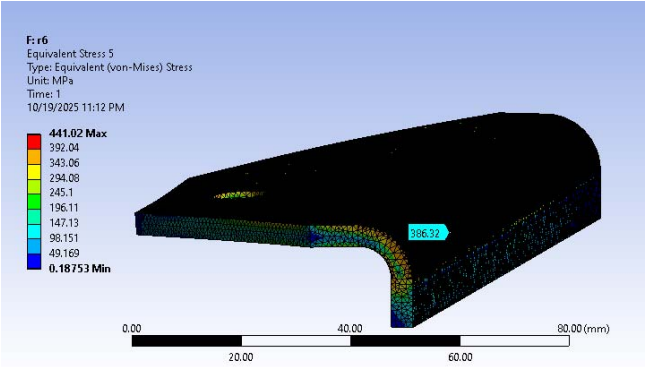 F: r6
Equivalent Stress 5
Type: Equivalent (von-Mises) Stress
Unit: MPa
Time: 1
10/19/2025 11:12 PM
441.02 Max
392.04
343.06
294.08
245.1
196.11
147.13
98.151
49.169
0.18753 Min
386.32
0.00 40.00 80.00 (mm)
20.00 60.00